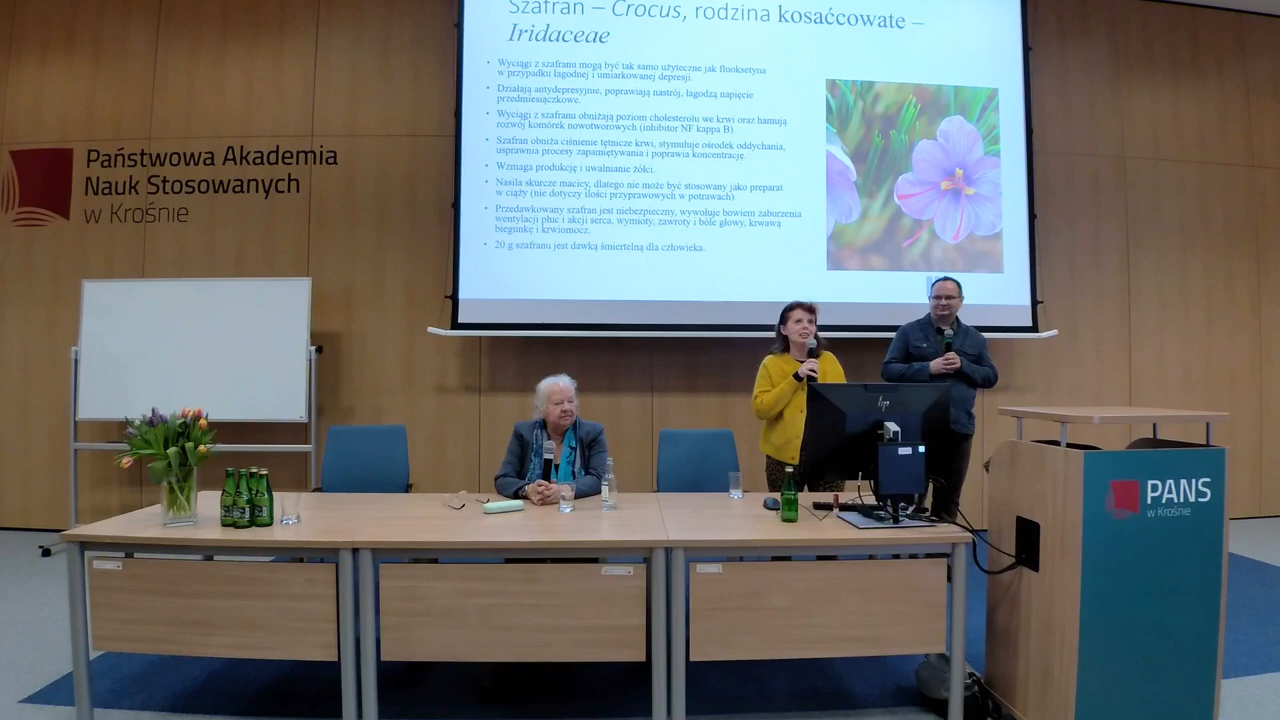 Szafran – Crocus, rodzina kosaćcowate –
Iridaceae
• Wyciągi z szafranu mogą być tak samo użyteczne jak fluoksetyna
w przypadku łagodnej i umiarkowanej depresji.
• Działają antydepresyjnie, poprawiają nastrój, łagodzą napięcie
przedmiesiączkowe.
• Wyciągi z szafranu obniżają poziom cholesterolu we krwi oraz hamują
rozwój komórek nowotworowych (inhibitor NF kappa B)
• Szafran obniża ciśnienie tętnicze krwi, stymuluje ośrodek oddychania,
usprawnia procesy zapamiętywania i poprawia koncentrację.
• Wzmaga produkcję i uwalnianie żółci.
• Nasila skurcze macicy, dlatego nie może być stosowany jako preparat
w ciąży (nie dotyczy ilości przyprawowych w potrawach).
• Przedawkowany szafran jest niebezpieczny, wywołuje bowiem zaburzenia
wentylacji płuc i akcji serca, wymioty, zawroty i bóle głowy, krwawą
biegunkę i krwiomocz.
• 20 g szafranu jest dawką śmiertelną dla człowieka.
Państwowa Akademia
Nauk Stosowanych
w Krośnie
hp
PANS
w Krośnie